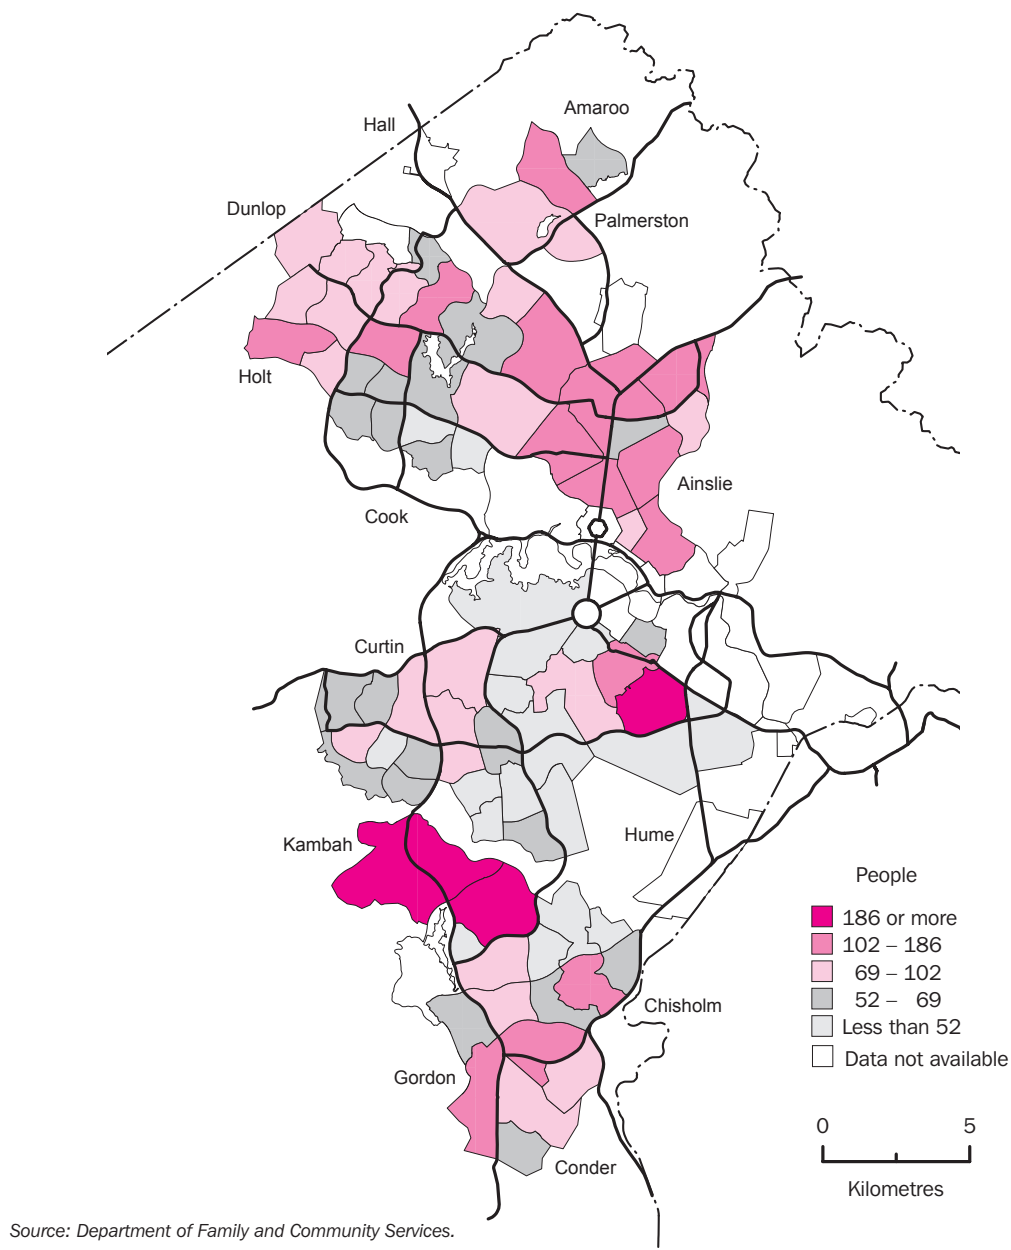 Amaroo
Hall
Dunlop
Palmerston
Holt
Ainslie
Cook
Curtin
Kambah
Hume
People
186 or more
102 – 186
69 – 102
52 – 69
Less than 52
Data not available
Chisholm
Gordon
0 5
Conder
Kilometres
Source: Department of Family and Community Services.